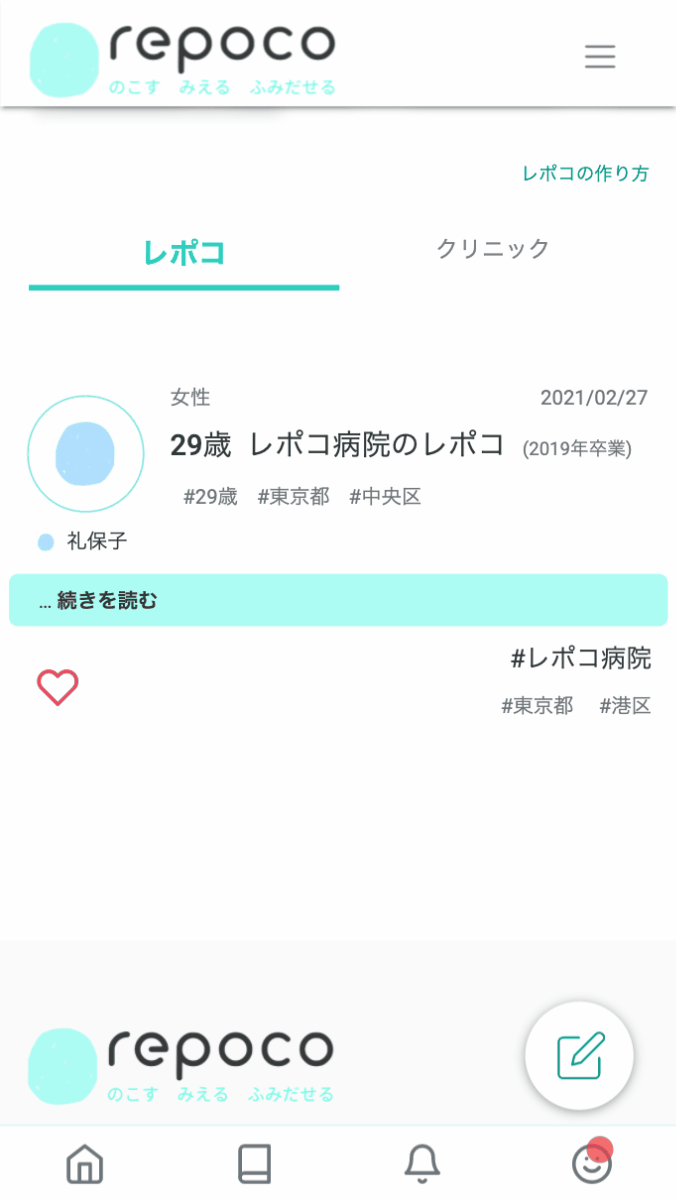 repoco
のこす みえる ふみだせる
レポコの作り方
レポコ クリニック
女性 2021/02/27
29歳 レポコ病院のレポコ (2019年卒業)
#29歳 #東京都 #中央区
礼保子
... 続きを読む
#レポコ病院
#東京都 #港区
repoco
のこす みえる ふみだせる